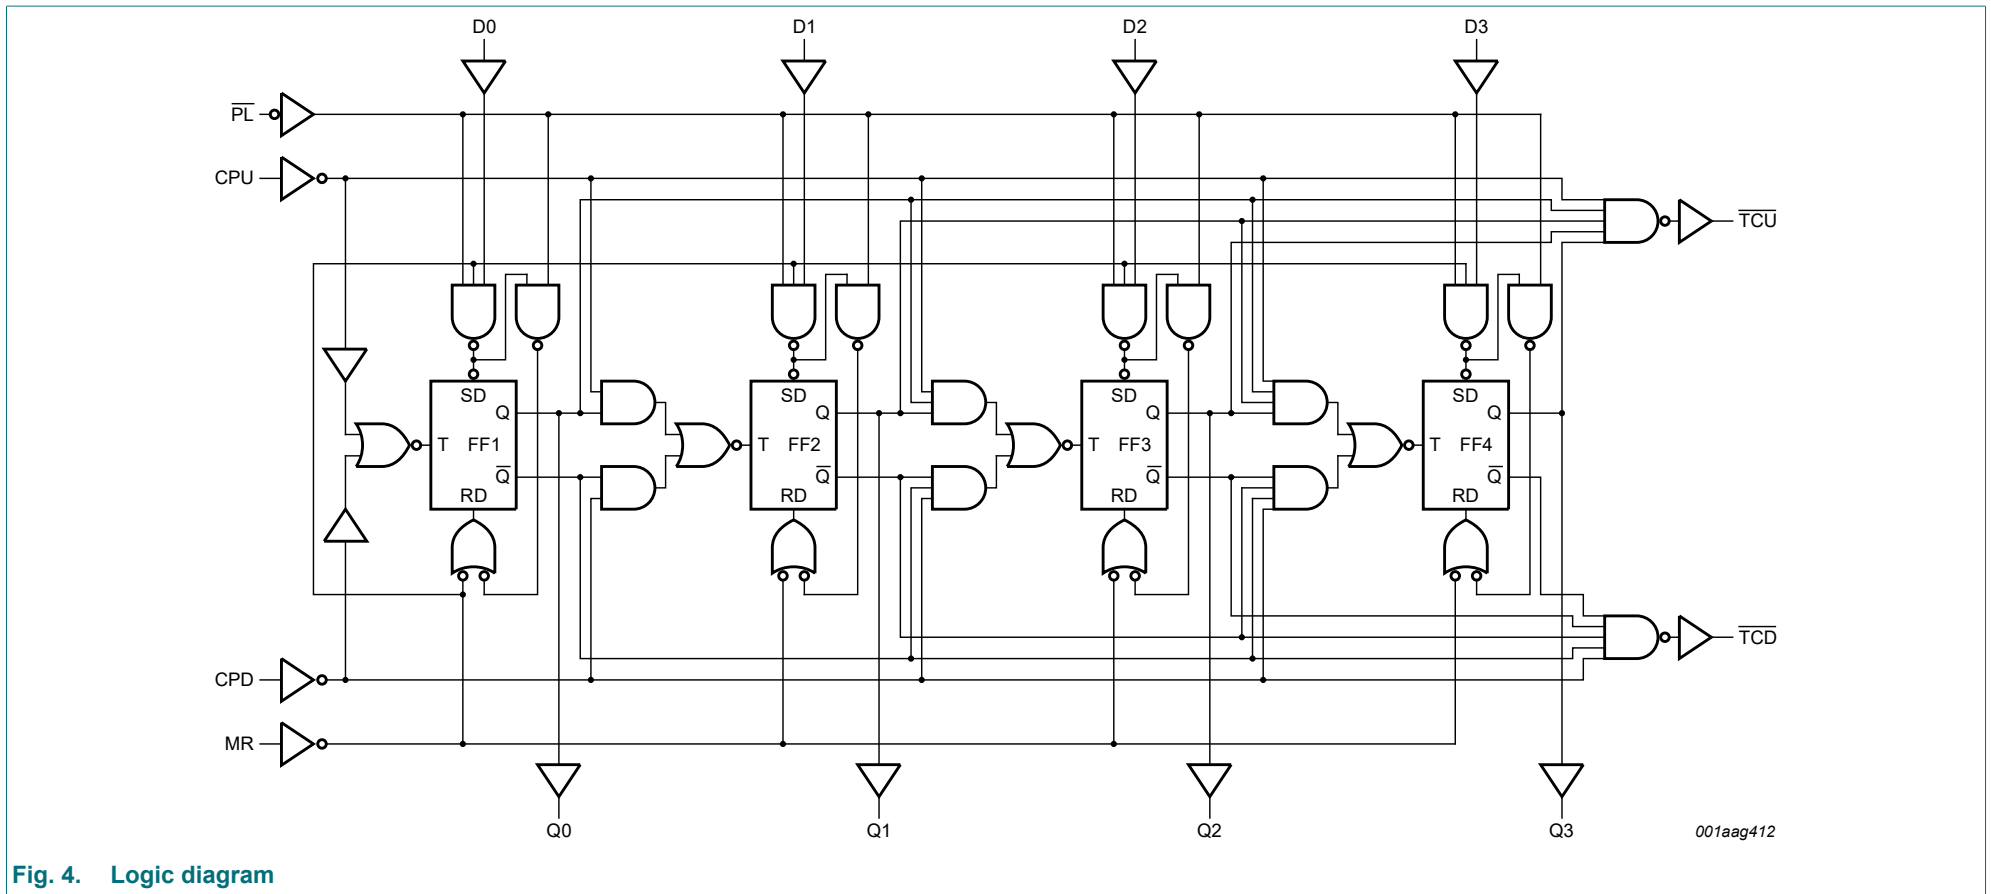 D0 D1 D2 D3
PL
CPU
TCU
SD SD SD SD
Q Q Q Q
T FF1 T FF2 T FF3 T FF4
Q Q Q Q
RD RD RD RD
TCD
CPD
MR
Q0 Q1 Q2 Q3
001aag412
Fig. 4. Logic diagram